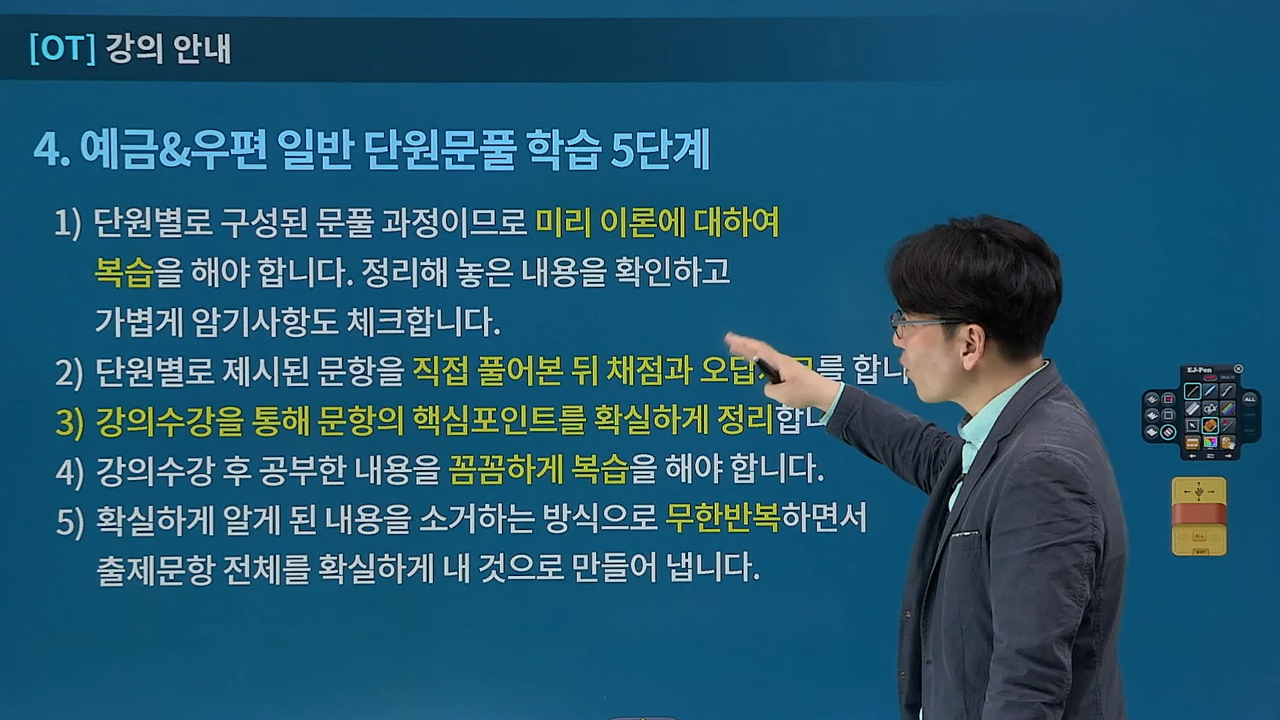 [OT] 강의 안내
4. 예금&우편 일반 단원문풀 학습 5단계
1) 단원별로 구성된 문풀 과정이므로 미리 이론에 대하여
복습을 해야 합니다. 정리해 놓은 내용을 확인하고
가볍게 암기사항도 체크합니다.
2) 단원별로 제시된 문항을 직접 풀어본 뒤 채점과 를
3) 강의수강을 통해 문항의 핵심포인트를 확실하게 정리
4) 강의수강 후 공부한 내용을 꼼꼼하게 복습을 해야 합니다.
5) 확실하게 알게 된 내용을 소거하는 방식으로 무한반복하면서
출제문항 전체를 확실하게 내 것으로 만들어 냅니다.
EJ-Pen
ALL
ALL